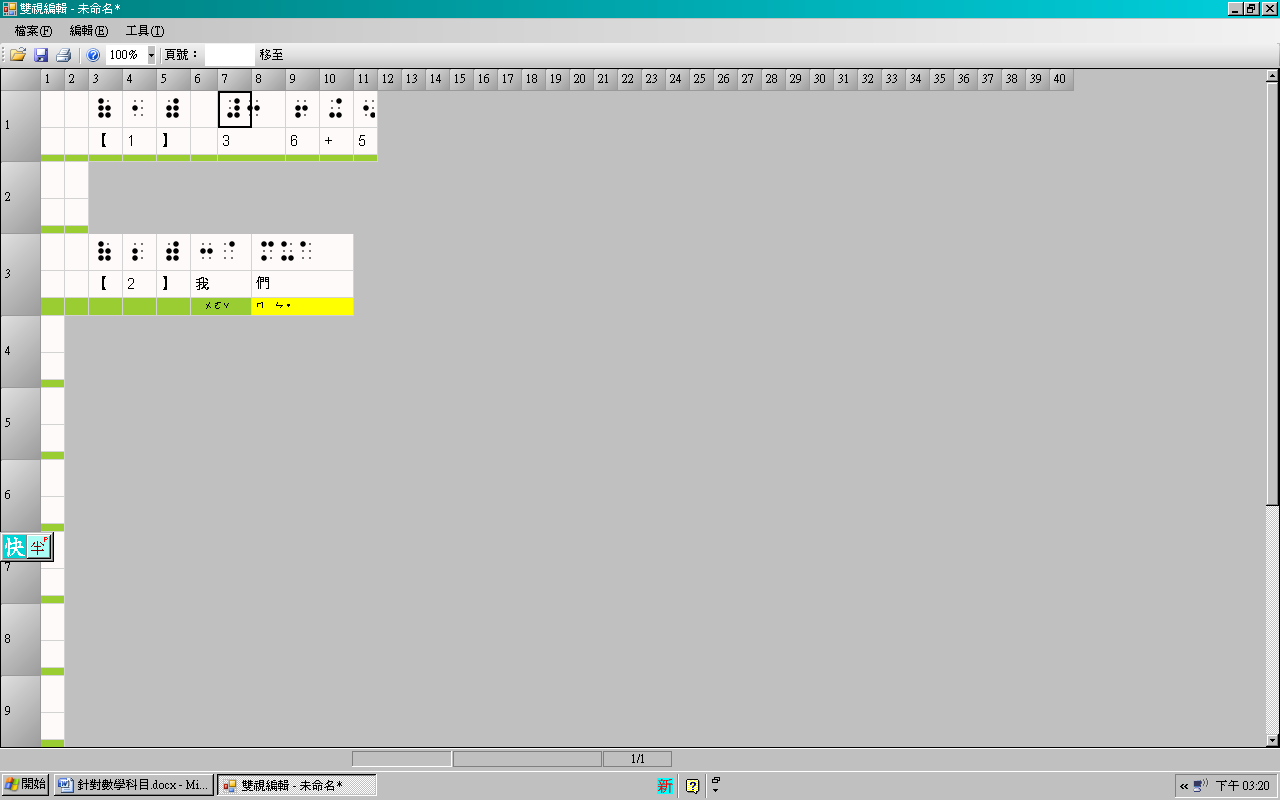 雙視編輯 - 未命名*
檔案(F) 編輯(E) 工具(T)
100% 頁號： 移至
1 2 3 4 5 6 7 8 9 10 11 12 13 14 15 16 17 18 19 20 21 22 23 24 25 26 27 28 29 30 31 32 33 34 35 36 37 38 39 40
⠷ ⠂ ⠾ ⠼⠒ ⠖ ⠬ ⠢
1
【 1 】 3 6 + 5
2
⠷ ⠆ ⠾
3
【 2 】 我 們
ㄨㄛˇ ㄇ ㄣ˙
4
5
6
快 半
7
8
9
1/1
開始 針對數學科目.docx - Mi... 雙視編輯 - 未命名* 新 « 下午 03:20